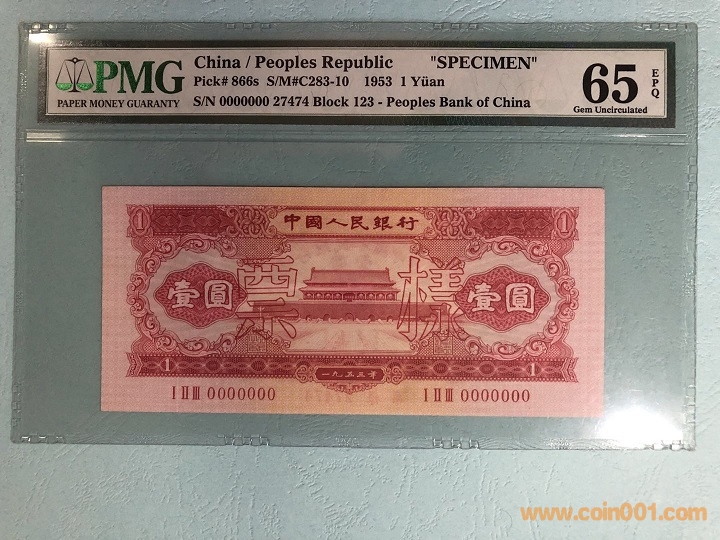 PMG
PAPER MONEY GUARANTY
China / Peoples Republic "SPECIMEN"
Pick# 866s S/M#C283-10 1953 1 Yüan
S/N 0000000 27474 Block 123 - Peoples Bank of China
65 EPQ
Gem Uncirculated
中國人民銀行
1 1
票樣
壹圓 壹圓
1 1
一九五三年
I II III 0000000 I II III 0000000
www.coin001.com